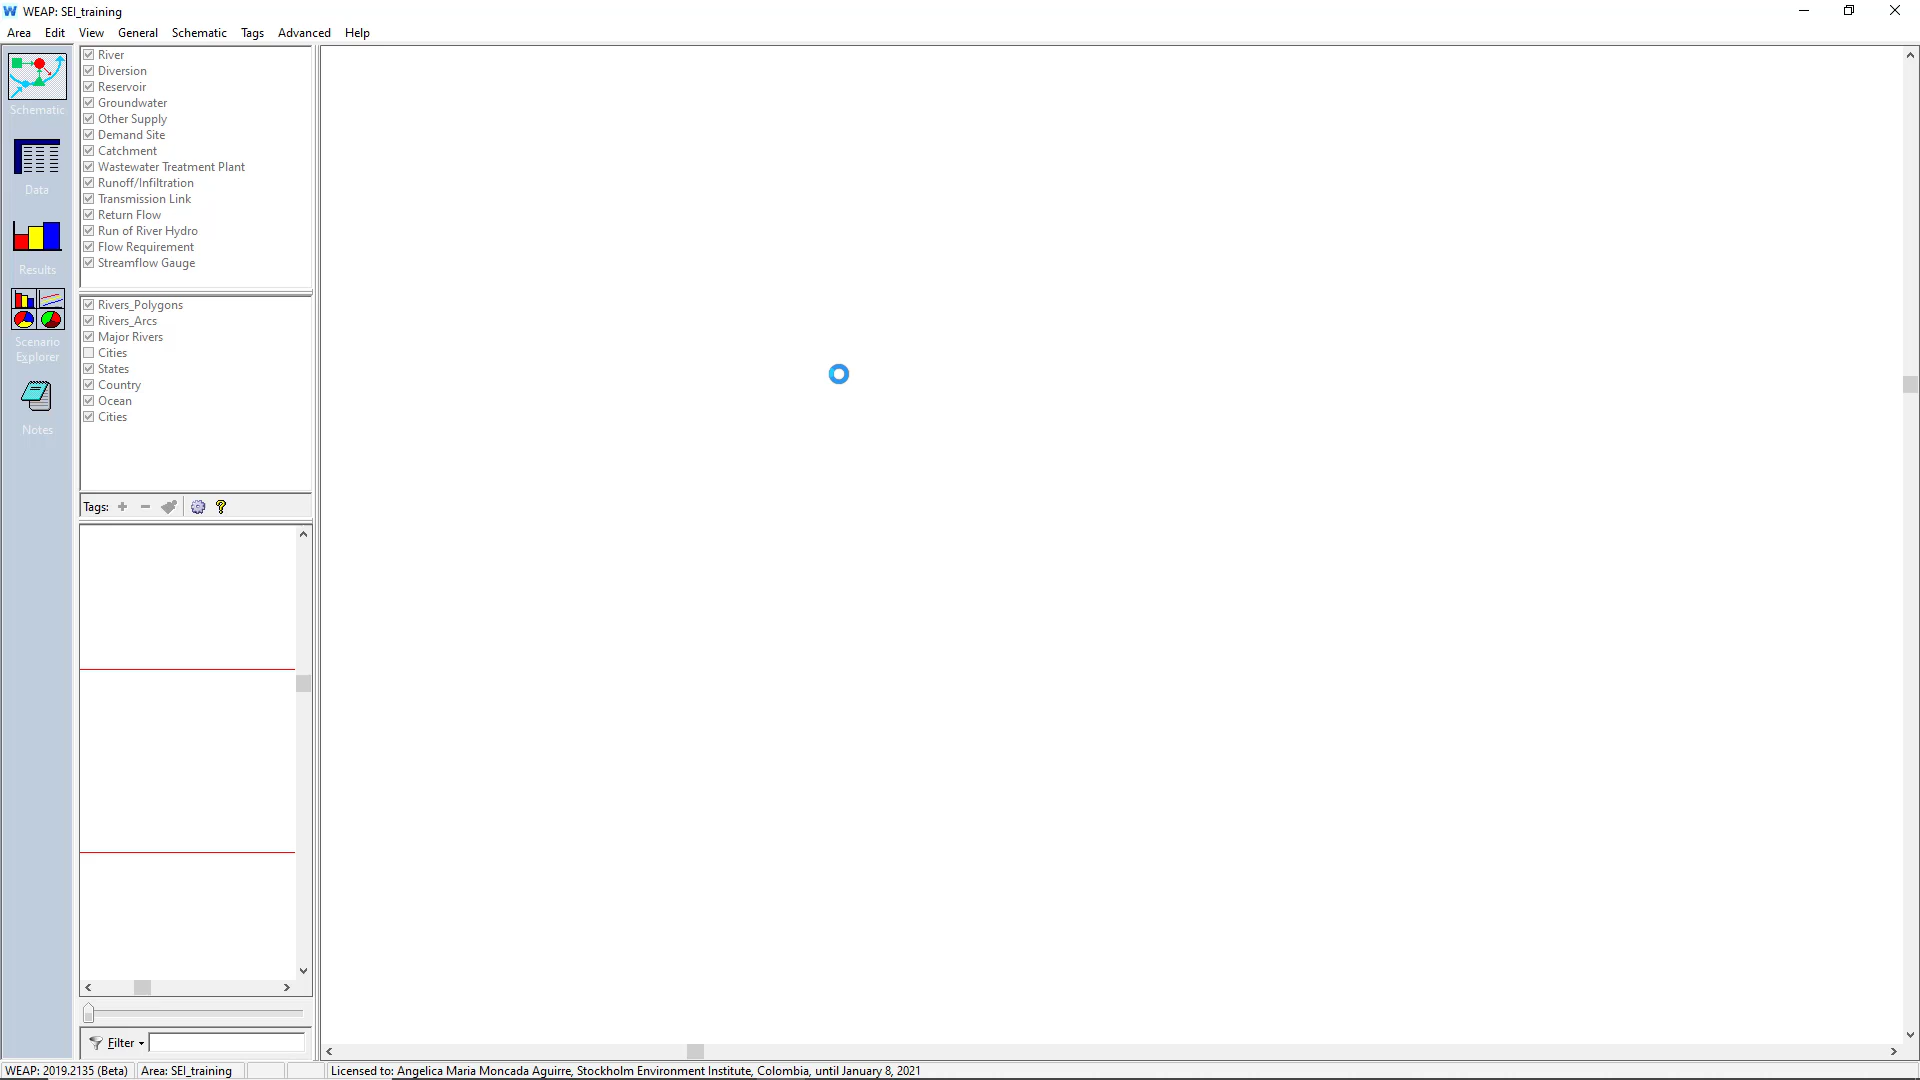 WEAP: SEI_training
Area Edit View General Schematic Tags Advanced Help
Schematic
Data
Results
Scenario
Explorer
Notes
River
Diversion
Reservoir
Groundwater
Other Supply
Demand Site
Catchment
Wastewater Treatment Plant
Runoff/Infiltration
Transmission Link
Return Flow
Run of River Hydro
Flow Requirement
Streamflow Gauge
Rivers_Polygons
Rivers_Arcs
Major Rivers
Cities
States
Country
Ocean
Cities
Tags:
Filter
WEAP: 2019.2135 (Beta) Area: SEI_training Licensed to: Angelica Maria Moncada Aguirre, Stockholm Environment Institute, Colombia, until January 8, 2021